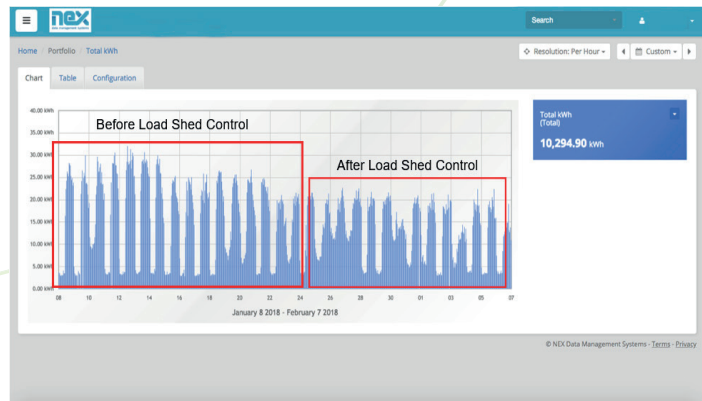 nex
data management systems
Search
Home / Portfolio / Total kWh
Resolution: Per Hour
Custom
Chart Table Configuration
40.00 kWh
35.00 kWh
30.00 kWh
25.00 kWh
20.00 kWh
15.00 kWh
10.00 kWh
5.00 kWh
0.00 kWh
Before Load Shed Control
After Load Shed Control
08 10 12 14 16 18 20 22 24 26 28 30 01 03 05 07
January 8 2018 - February 7 2018
Total kWh
(Total)
10,294.90 kWh
© NEX Data Management Systems - Terms - Privacy